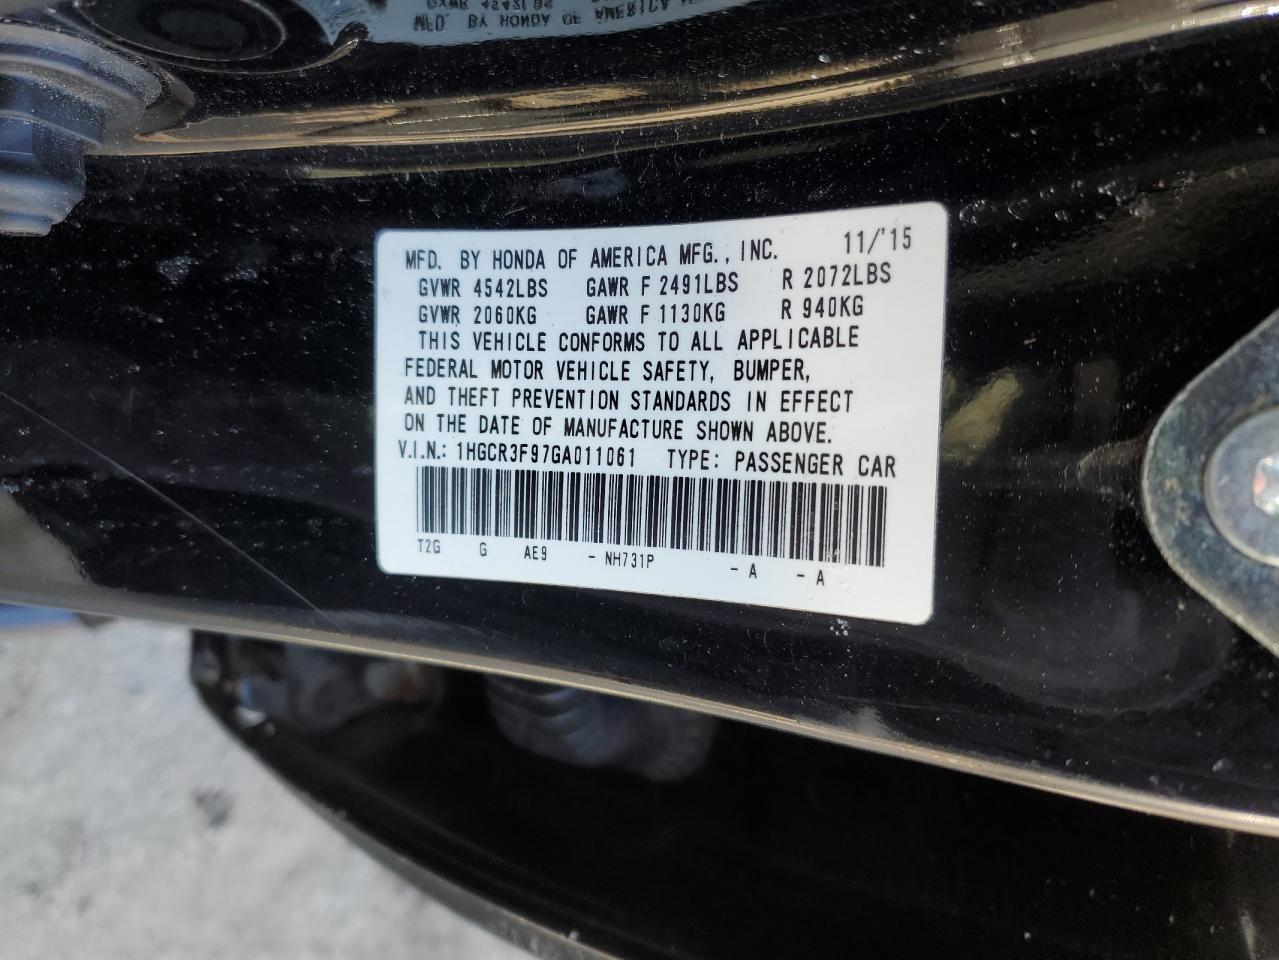 MFD. BY HONDA OF AMERICA MFG., INC. 11/'15
GVWR 4542LBS GAWR F 2491LBS R 2072LBS
GVWR 2060KG GAWR F 1130KG R 940KG
THIS VEHICLE CONFORMS TO ALL APPLICABLE
FEDERAL MOTOR VEHICLE SAFETY, BUMPER,
AND THEFT PREVENTION STANDARDS IN EFFECT
ON THE DATE OF MANUFACTURE SHOWN ABOVE.
V.I.N.: 1HGCR3F97GA011061 TYPE: PASSENGER CAR
T2G G AE9 - NH731P - A - A